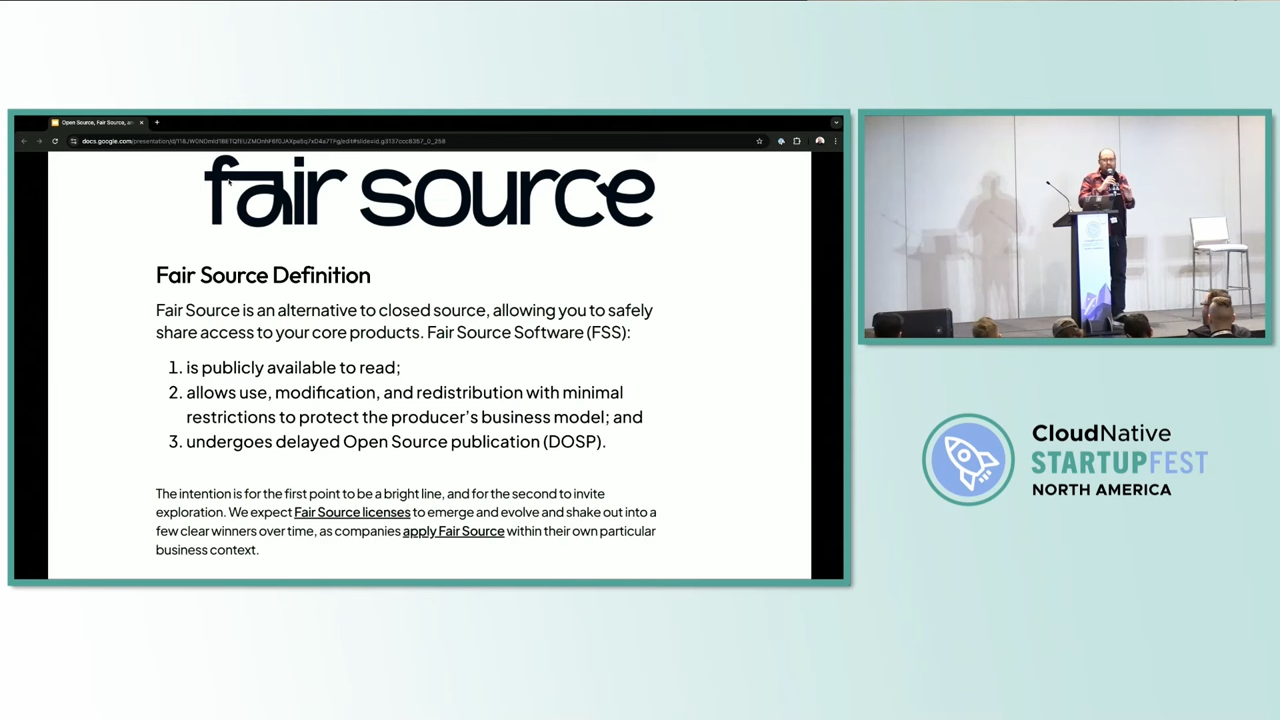 Open Source, Fair Source, an
fair source
Fair Source Definition
Fair Source is an alternative to closed source, allowing you to safely
share access to your core products. Fair Source Software (FSS):
1. is publicly available to read;
2. allows use, modification, and redistribution with minimal
restrictions to protect the producer's business model; and
3. undergoes delayed Open Source publication (DOSP).
The intention is for the first point to be a bright line, and for the second to invite
exploration. We expect Fair Source licenses to emerge and evolve and shake out into a
few clear winners over time, as companies apply Fair Source within their own particular
business context.
CloudNative
STARTUPFEST
NORTH AMERICA